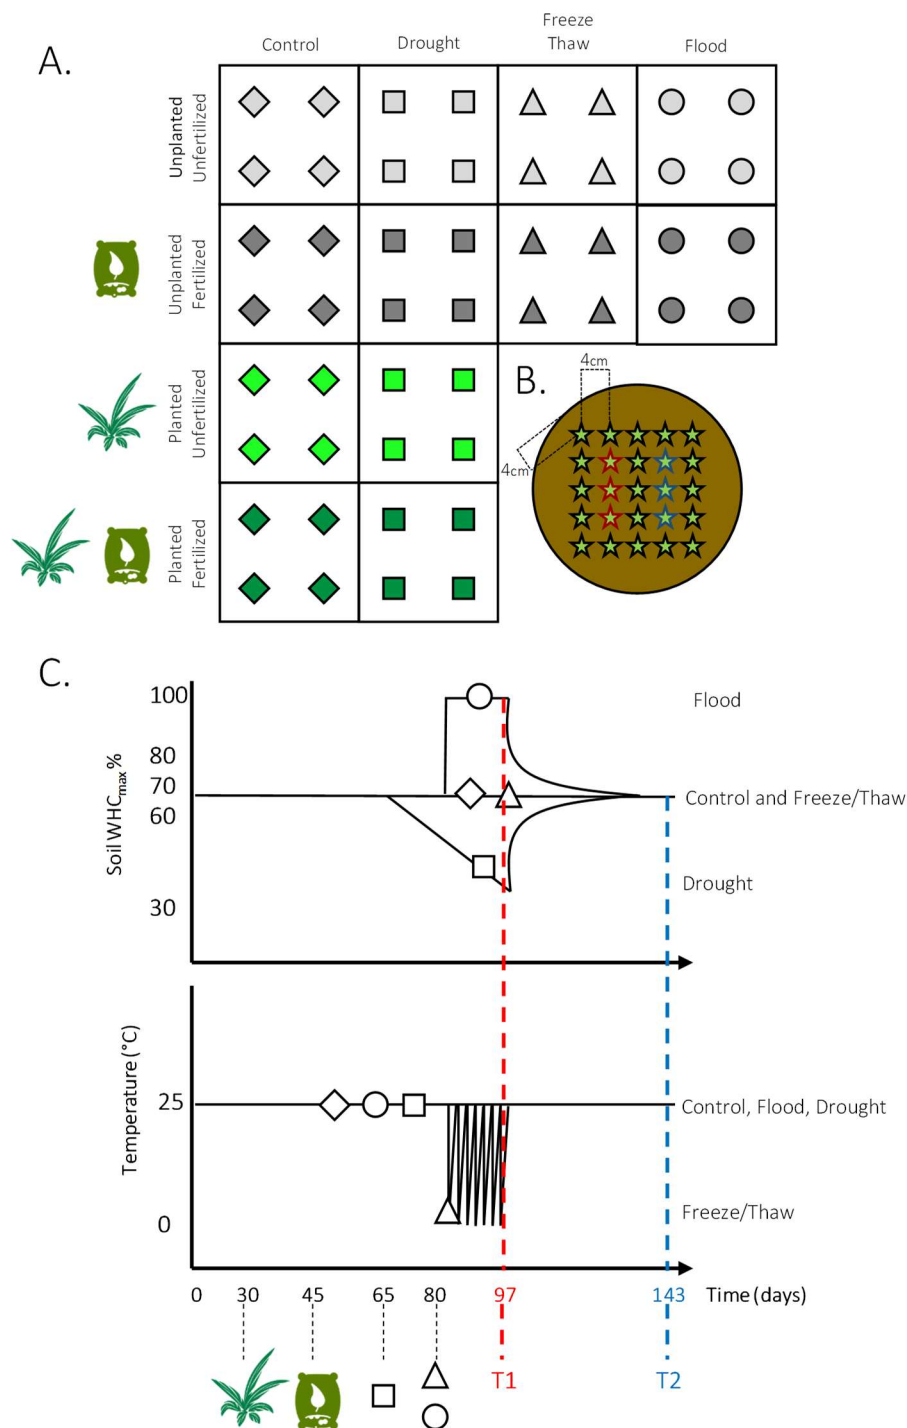 A.
Control
Drought
Freeze
Thaw
Flood
Unplanted
Unfertilized
Unplanted
Fertilized
Planted
Unfertilized
Planted
Fertilized
B.
4cm
4cm
C.
Soil WHCmax %
100
80
70
60
30
Flood
Control and Freeze/Thaw
Drought
Temperature (°C)
25
0
Control, Flood, Drought
Freeze/Thaw
0 30 45 65 80 97 143 Time (days)
T1 T2